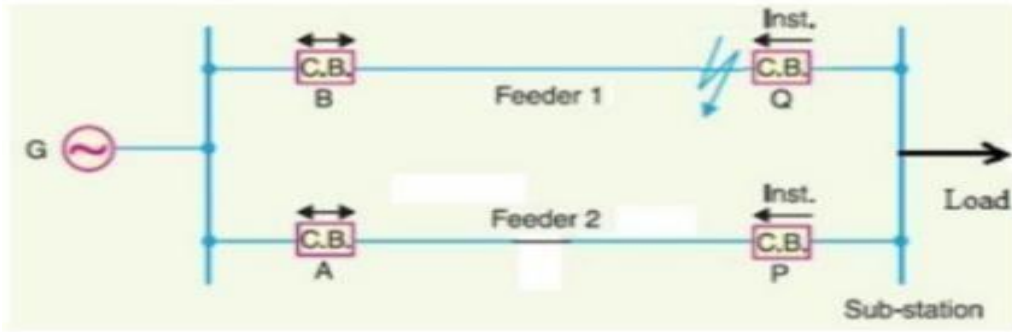 Inst.
C.B.
C.B.
B
Feeder 1
Q
G
Inst.
Load
Feeder 2
C.B.
C.B.
A
P
Sub-station